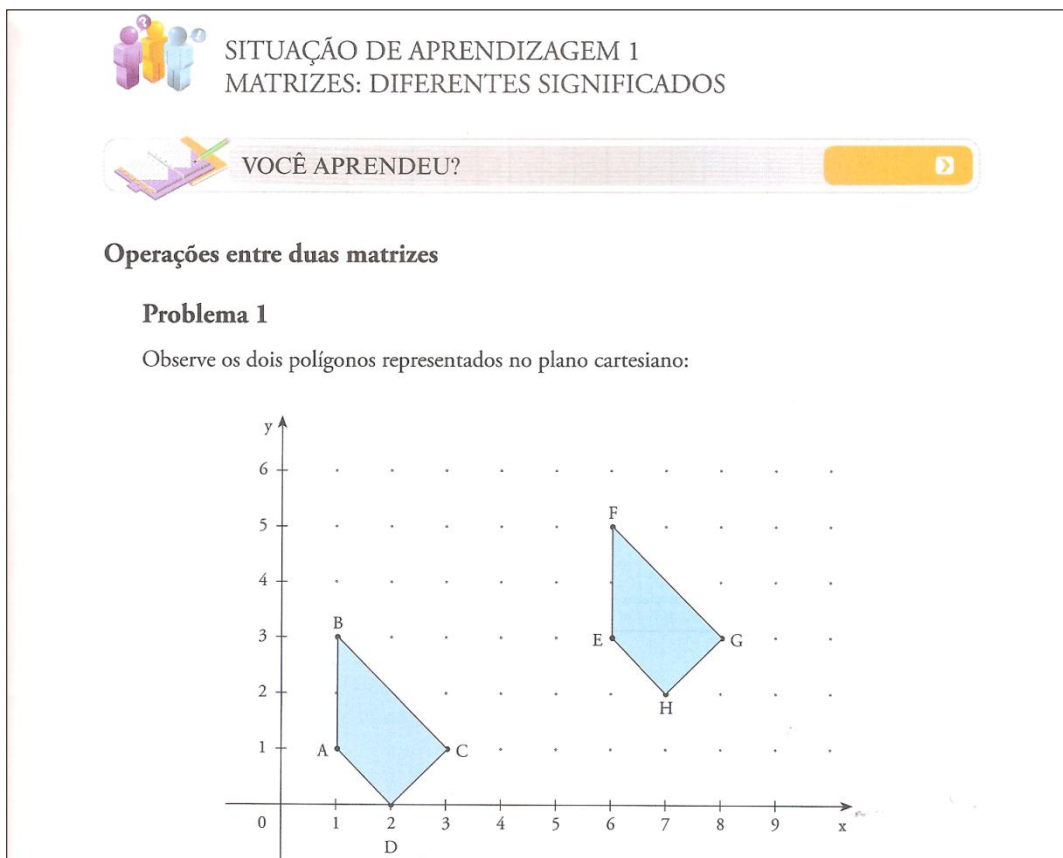 SITUAÇÃO DE APRENDIZAGEM 1
MATRIZES: DIFERENTES SIGNIFICADOS
VOCÊ APRENDEU?
Operações entre duas matrizes
Problema 1
Observe os dois polígonos representados no plano cartesiano:
y
6
5
F
4
B
3
E
G
2
H
1
A
C
0
1
2
3
4
5
6
7
8
9
x
D